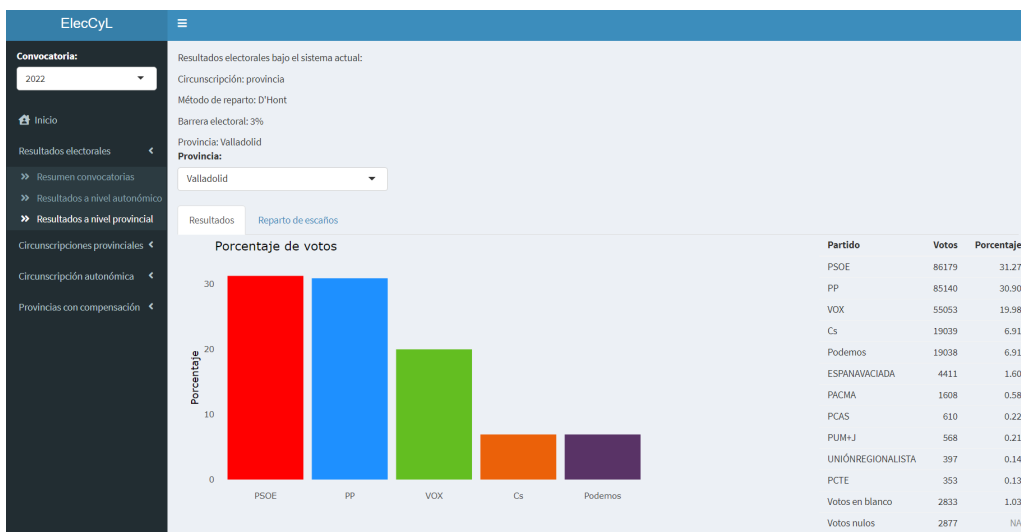 ElecCyL
Convocatoria:
2022
Inicio
Resultados electorales
Resumen convocatorias
Resultados a nivel autonómico
Resultados a nivel provincial
Circunscripciones provinciales
Circunscripción autonómica
Provincias con compensación
Resultados electorales bajo el sistema actual:
Circunscripción: provincia
Método de reparto: D'Hont
Barrera electoral: 3%
Provincia: Valladolid
Provincia:
Valladolid
Resultados Reparto de escaños
Porcentaje de votos
Porcentaje
30
20
10
0
PSOE PP VOX Cs Podemos
Partido Votos Porcentaje
PSOE 86179 31.27
PP 85140 30.90
VOX 55053 19.98
Cs 19039 6.91
Podemos 19038 6.91
ESPANAVACIADA 4411 1.60
PACMA 1608 0.58
PCAS 610 0.22
PUM+J 568 0.21
UNIÓNREGIONALISTA 397 0.14
PCTE 353 0.13
Votos en blanco 2833 1.03
Votos nulos 2877 NA